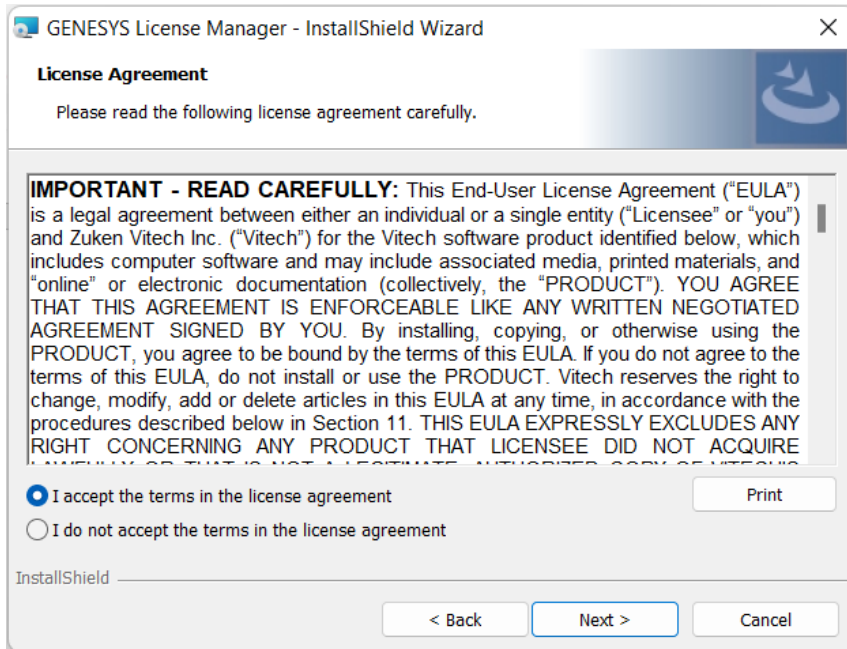 GENESYS License Manager - InstallShield Wizard
License Agreement
Please read the following license agreement carefully.
IMPORTANT - READ CAREFULLY: This End-User License Agreement (“EULA”)
is a legal agreement between either an individual or a single entity (“Licensee” or “you”)
and Zuken Vitech Inc. (“Vitech”) for the Vitech software product identified below, which
includes computer software and may include associated media, printed materials, and
“online” or electronic documentation (collectively, the “PRODUCT”). YOU AGREE
THAT THIS AGREEMENT IS ENFORCEABLE LIKE ANY WRITTEN NEGOTIATED
AGREEMENT SIGNED BY YOU. By installing, copying, or otherwise using the
PRODUCT, you agree to be bound by the terms of this EULA. If you do not agree to the
terms of this EULA, do not install or use the PRODUCT. Vitech reserves the right to
change, modify, add or delete articles in this EULA at any time, in accordance with the
procedures described below in Section 11. THIS EULA EXPRESSLY EXCLUDES ANY
RIGHT CONCERNING ANY PRODUCT THAT LICENSEE DID NOT ACQUIRE
I accept the terms in the license agreement
Print
I do not accept the terms in the license agreement
InstallShield
< Back
Next >
Cancel